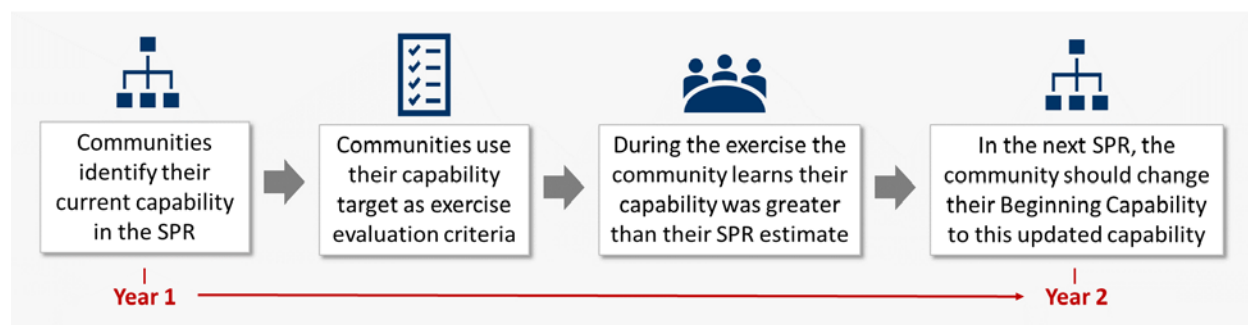 Communities
identify their
current capability
in the SPR
Communities use
their capability
target as exercise
evaluation criteria
During the exercise the
community learns their
capability was greater
than their SPR estimate
In the next SPR, the
community should change
their Beginning Capability
to this updated capability
Year 1
Year 2